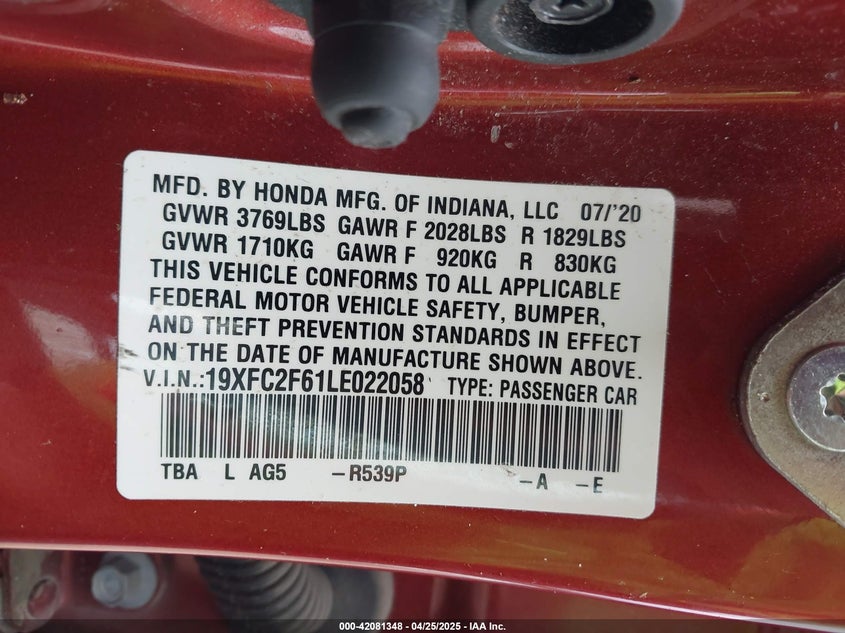 MFD. BY HONDA MFG. OF INDIANA, LLC 07/'20
GVWR 3769LBS GAWR F 2028LBS R 1829LBS
GVWR 1710KG GAWR F 920KG R 830KG
THIS VEHICLE CONFORMS TO ALL APPLICABLE
FEDERAL MOTOR VEHICLE SAFETY, BUMPER,
AND THEFT PREVENTION STANDARDS IN EFFECT
ON THE DATE OF MANUFACTURE SHOWN ABOVE.
V.I.N.:19XFC2F61LE022058 TYPE: PASSENGER CAR
TBA L AG5 -R539P -A -E
000-42081348 - 04/25/2025 - IAA Inc.